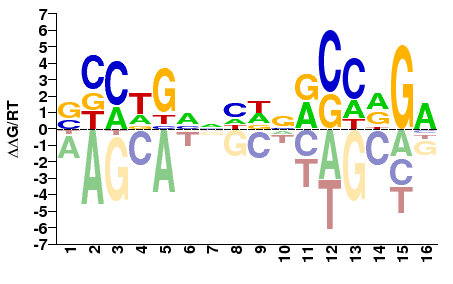 7
6
5
4
3
2
1
0
-1
-2
-3
-4
-5
-6
-7
ΔΔG/RT
G C T A
C G T A
C A T G
T A G C
G T A A
A T
A
C A T G
T A G C
G A T
G A C T
C G A T
C A T G
A G T C
G A C T
A G
1 2 3 4 5 6 7 8 9 10 11 12 13 14 15 16